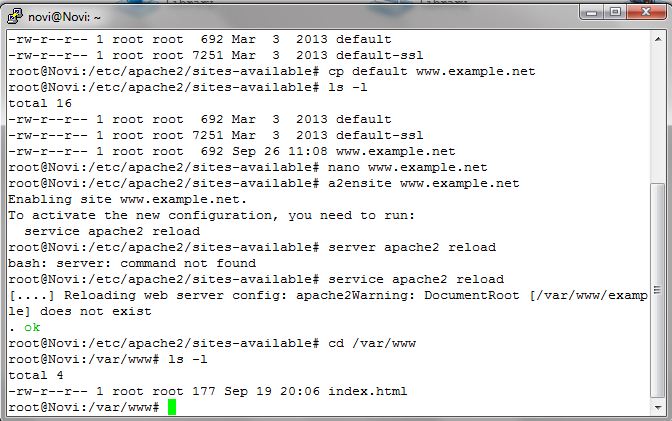 novi@Novi: ~
-rw-r--r-- 1 root root  692 Mar  3  2013 default
-rw-r--r-- 1 root root 7251 Mar  3  2013 default-ssl
root@Novi:/etc/apache2/sites-available# cp default www.example.net
root@Novi:/etc/apache2/sites-available# ls -l
total 16
-rw-r--r-- 1 root root  692 Mar  3  2013 default
-rw-r--r-- 1 root root 7251 Mar  3  2013 default-ssl
-rw-r--r-- 1 root root  692 Sep 26 11:08 www.example.net
root@Novi:/etc/apache2/sites-available# nano www.example.net
root@Novi:/etc/apache2/sites-available# a2ensite www.example.net
Enabling site www.example.net.
To activate the new configuration, you need to run:
  service apache2 reload
root@Novi:/etc/apache2/sites-available# server apache2 reload
bash: server: command not found
root@Novi:/etc/apache2/sites-available# service apache2 reload
[....] Reloading web server config: apache2Warning: DocumentRoot [/var/www/examp
le] does not exist
. ok
root@Novi:/etc/apache2/sites-available# cd /var/www
root@Novi:/var/www# ls -l
total 4
-rw-r--r-- 1 root root 177 Sep 19 20:06 index.html
root@Novi:/var/www#